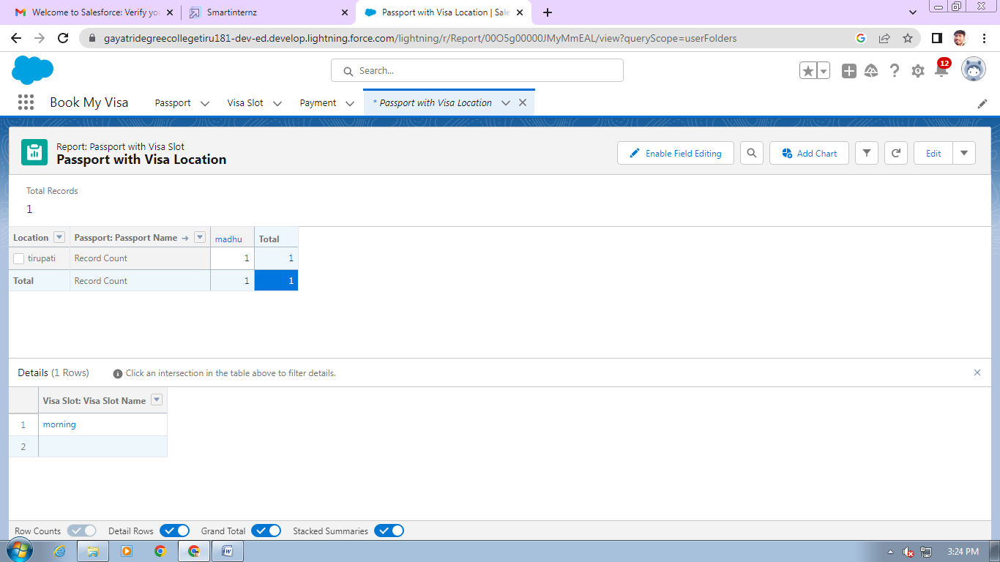 Welcome to Salesforce: Verify yo
Smartinternz
Passport with Visa Location | Sale
gayatridegreecollegetiru181-dev-ed.develop.lightning.force.com/lightning/r/Report/00O5g00000JMyMmEAL/view?queryScope=userFolders
Search...
12
Book My Visa
Passport
Visa Slot
Payment
* Passport with Visa Location
Report: Passport with Visa Slot
Passport with Visa Location
Enable Field Editing
Add Chart
Edit
Total Records
1
Location Passport: Passport Name → madhu Total
tirupati Record Count 1 1
Total Record Count 1 1
Details (1 Rows) Click an intersection in the table above to filter details.
Visa Slot: Visa Slot Name
1 morning
2
Row Counts Detail Rows Grand Total Stacked Summaries
3:24 PM